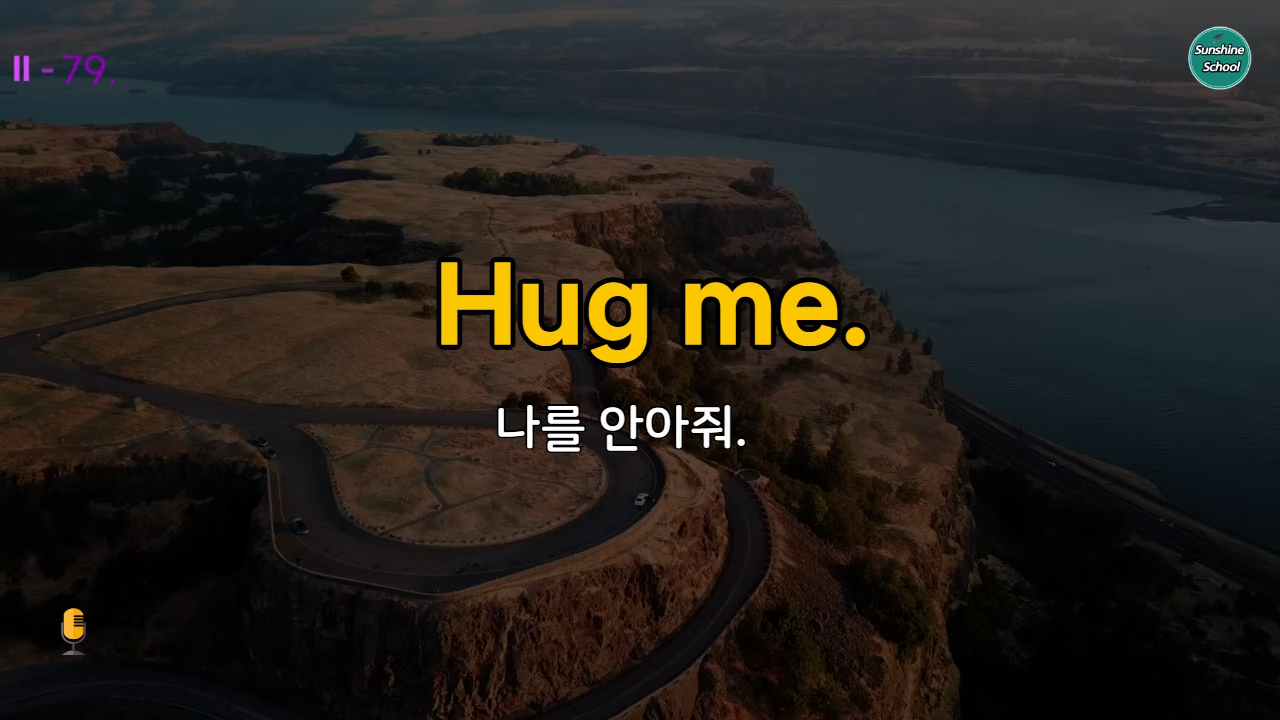 II - 79.
Sunshine
School
Hug me.
나를 안아줘.